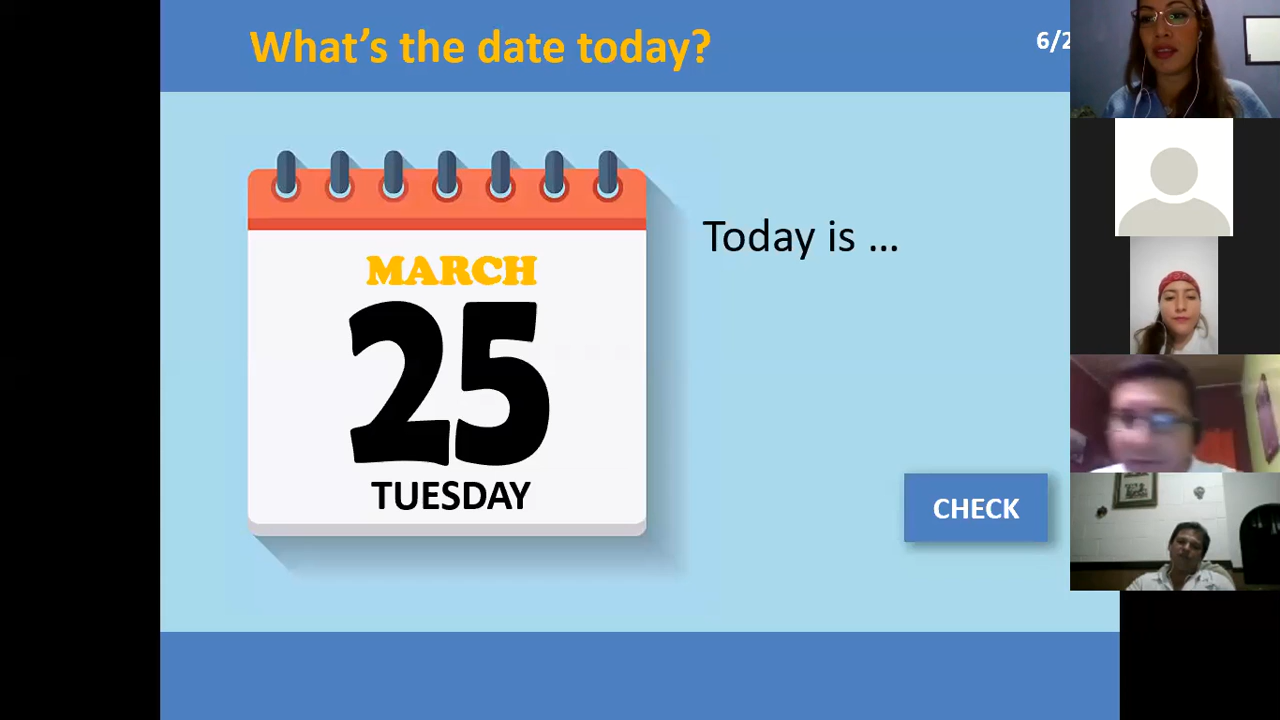 What's the date today?
6/2
MARCH
25
TUESDAY
Today is ...
CHECK